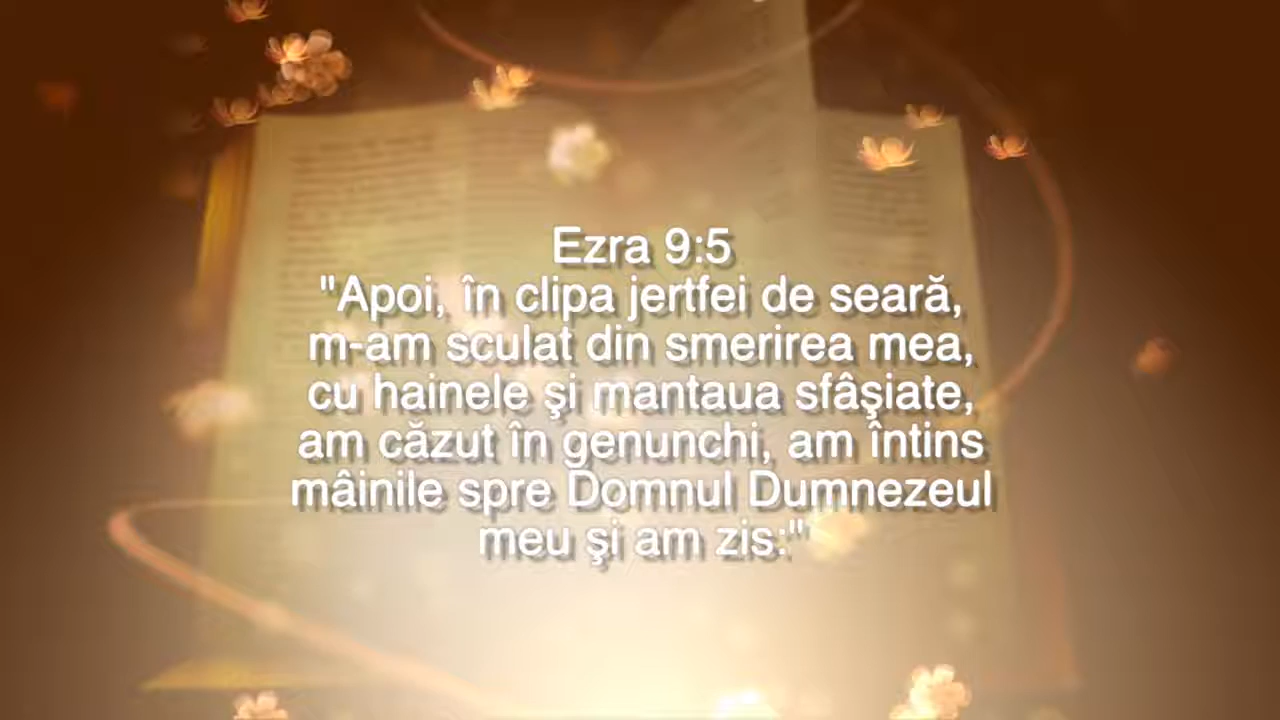 Ezra 9:5
"Apoi, în clipa jertfei de seară,
m-am sculat din smerirea mea,
cu hainele şi mantaua sfâşiate,
am căzut în genunchi, am întins
mâinile spre Domnul Dumnezeul
meu şi am zis:"